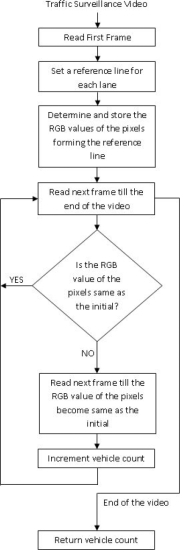 Traffic Surveillance Video
Read First Frame
Set a reference line for
each lane
Determine and store the
RGB values of the pixels
forming the reference
line
Read next frame till the
end of the video
Is the RGB
value of the
pixels same as
the initial?
YES
NO
Read next frame till the
RGB value of the pixels
become same as the
initial
Increment vehicle count
End of the video
Return vehicle count